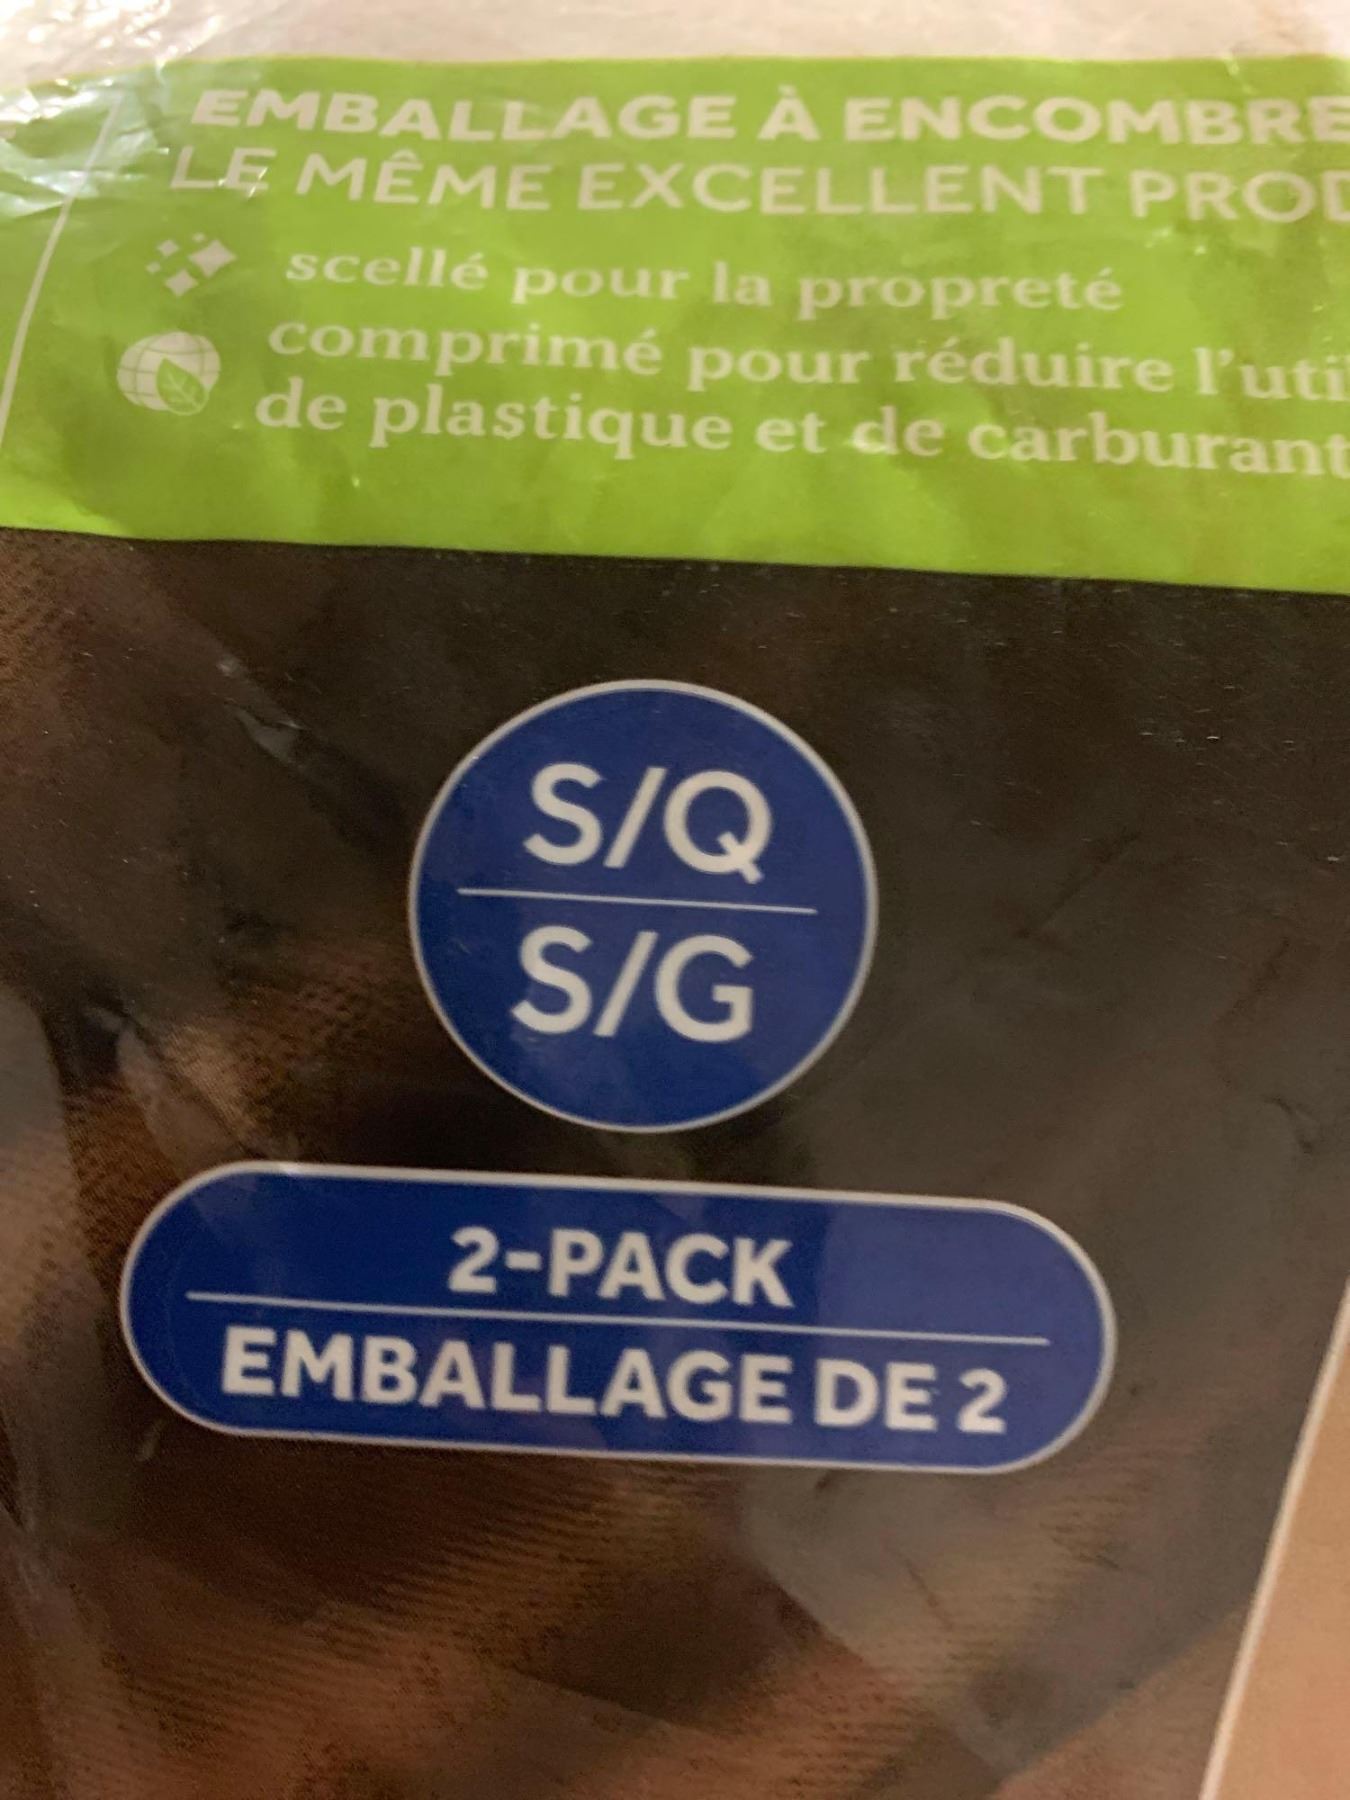 EMBALLAGE À ENCOMBRE
LE MÊME EXCELLENT PROD
scellé pour la propreté
comprimé pour réduire l'util
de plastique et de carburant
S/Q
S/G
2-PACK
EMBALLAGE DE 2